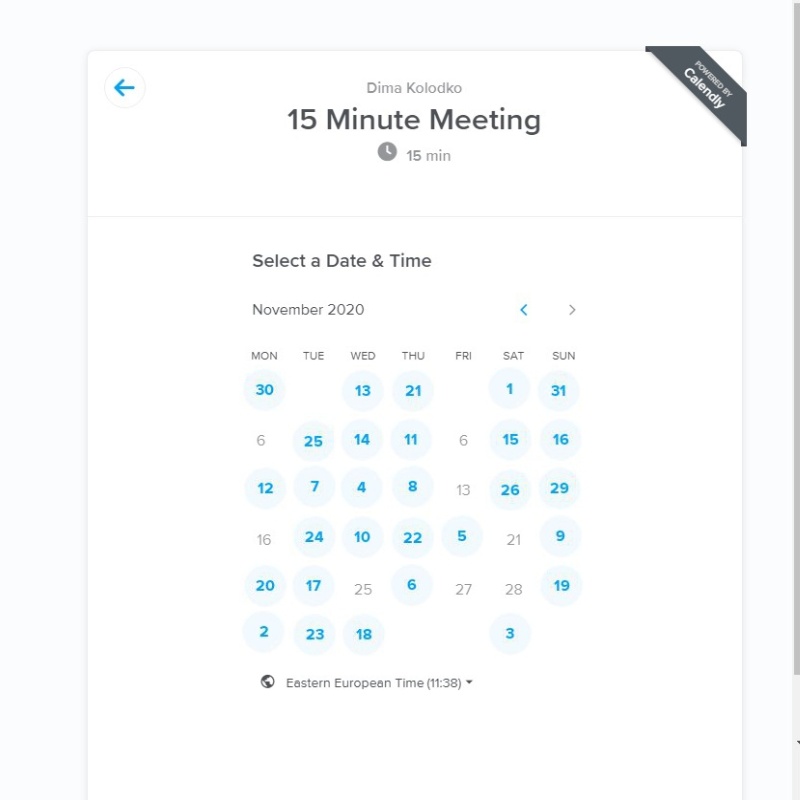 Dima Kolodko
15 Minute Meeting
15 min
POWERED BY
Calendly
Select a Date & Time
November 2020
MON TUE WED THU FRI SAT SUN
30 13 21 1 31
6 25 14 11 6 15 16
12 7 4 8 13 26 29
16 24 10 22 5 21 9
20 17 25 6 27 28 19
2 23 18 3
Eastern European Time (11:38)